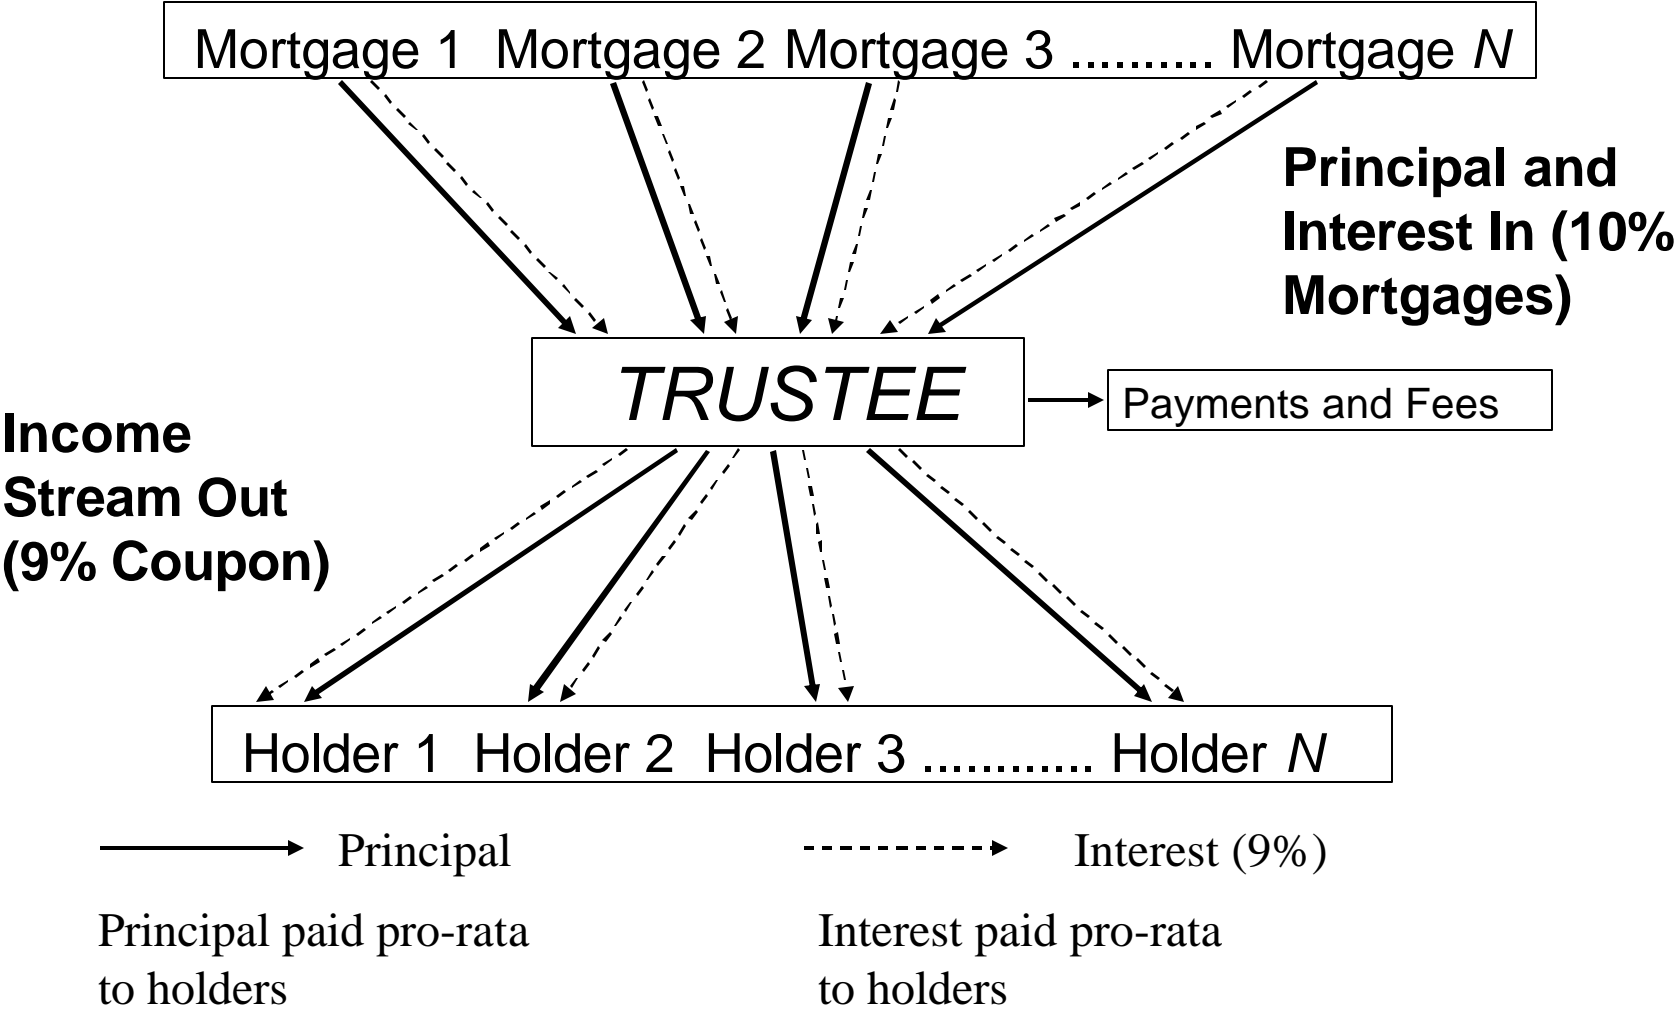 Mortgage 1 Mortgage 2 Mortgage 3 .......... Mortgage N
Principal and
Interest In (10%
Mortgages)
TRUSTEE
Payments and Fees
Income
Stream Out
(9% Coupon)
Holder 1 Holder 2 Holder 3 ............ Holder N
Principal
Interest (9%)
Principal paid pro-rata
to holders
Interest paid pro-rata
to holders